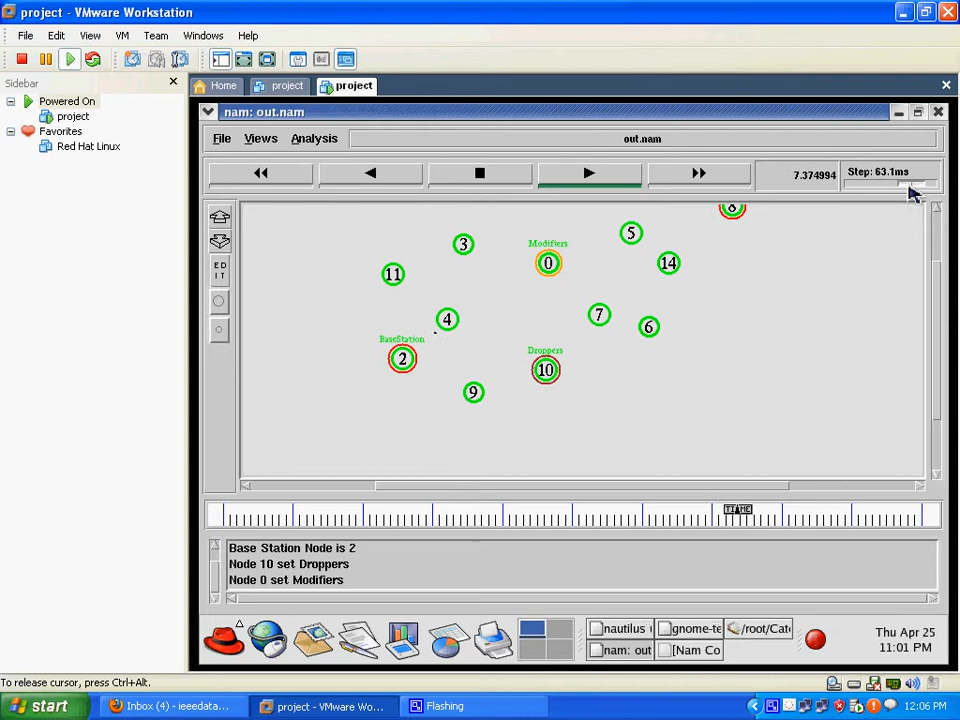 project - VMware Workstation
File Edit View VM Team Windows Help
Sidebar
Powered On
project
Favorites
Red Hat Linux
Home project project
nam: out.nam
File Views Analysis out.nam
7.374994 Step: 63.1ms
8
5
3
Modifiers
0
14
11
7
4
6
BaseStation
2
Droppers
10
9
E D
I T
TIME
Base Station Node is 2
Node 10 set Droppers
Node 0 set Modifiers
nautilus gnome-te /root/Cate
nam: out [Nam Co
Thu Apr 25
11:01 PM
To release cursor, press Ctrl+Alt.
start Inbox (4) - ieeedata... project - VMware Wo... Flashing 12:06 PM